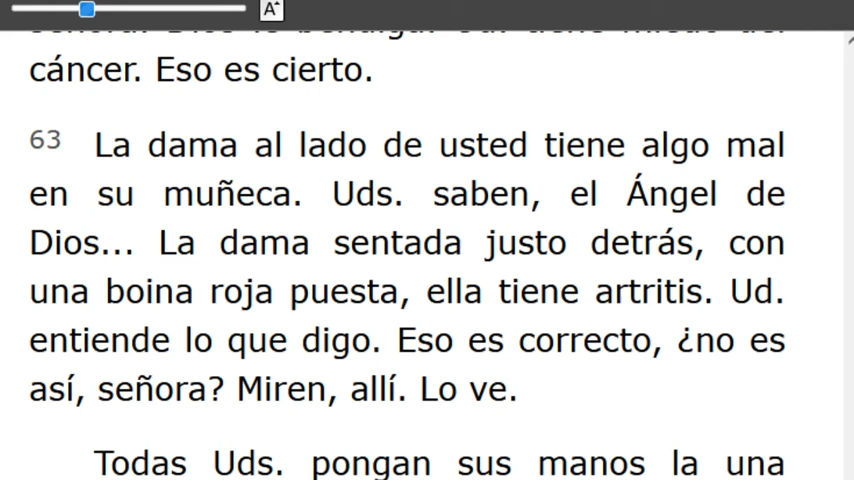 cáncer. Eso es cierto.
63 La dama al lado de usted tiene algo mal
en su muñeca. Uds. saben, el Ángel de
Dios... La dama sentada justo detrás, con
una boina roja puesta, ella tiene artritis. Ud.
entiende lo que digo. Eso es correcto, ¿no es
así, señora? Miren, allí. Lo ve.
Todas Uds. pongan sus manos la una